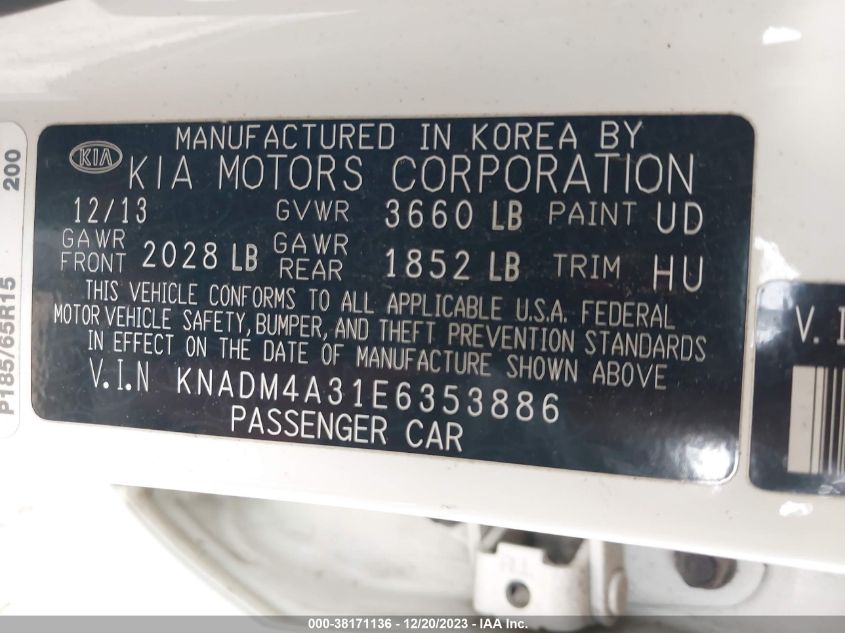 MANUFACTURED IN KOREA BY
KIA KIA MOTORS CORPORATION
12/13 GVWR 3660 LB PAINT UD
GAWR FRONT 2028 LB GAWR REAR 1852 LB TRIM HU
THIS VEHICLE CONFORMS TO ALL APPLICABLE U.S.A. FEDERAL
MOTOR VEHICLE SAFETY, BUMPER, AND THEFT PREVENTION STANDARDS
IN EFFECT ON THE DATE OF MANUFACTURE SHOWN ABOVE
V.I.N KNADM4A31E6353886
PASSENGER CAR
200
P185/65R15
V. I
000-38171136 - 12/20/2023 - IAAI.COM